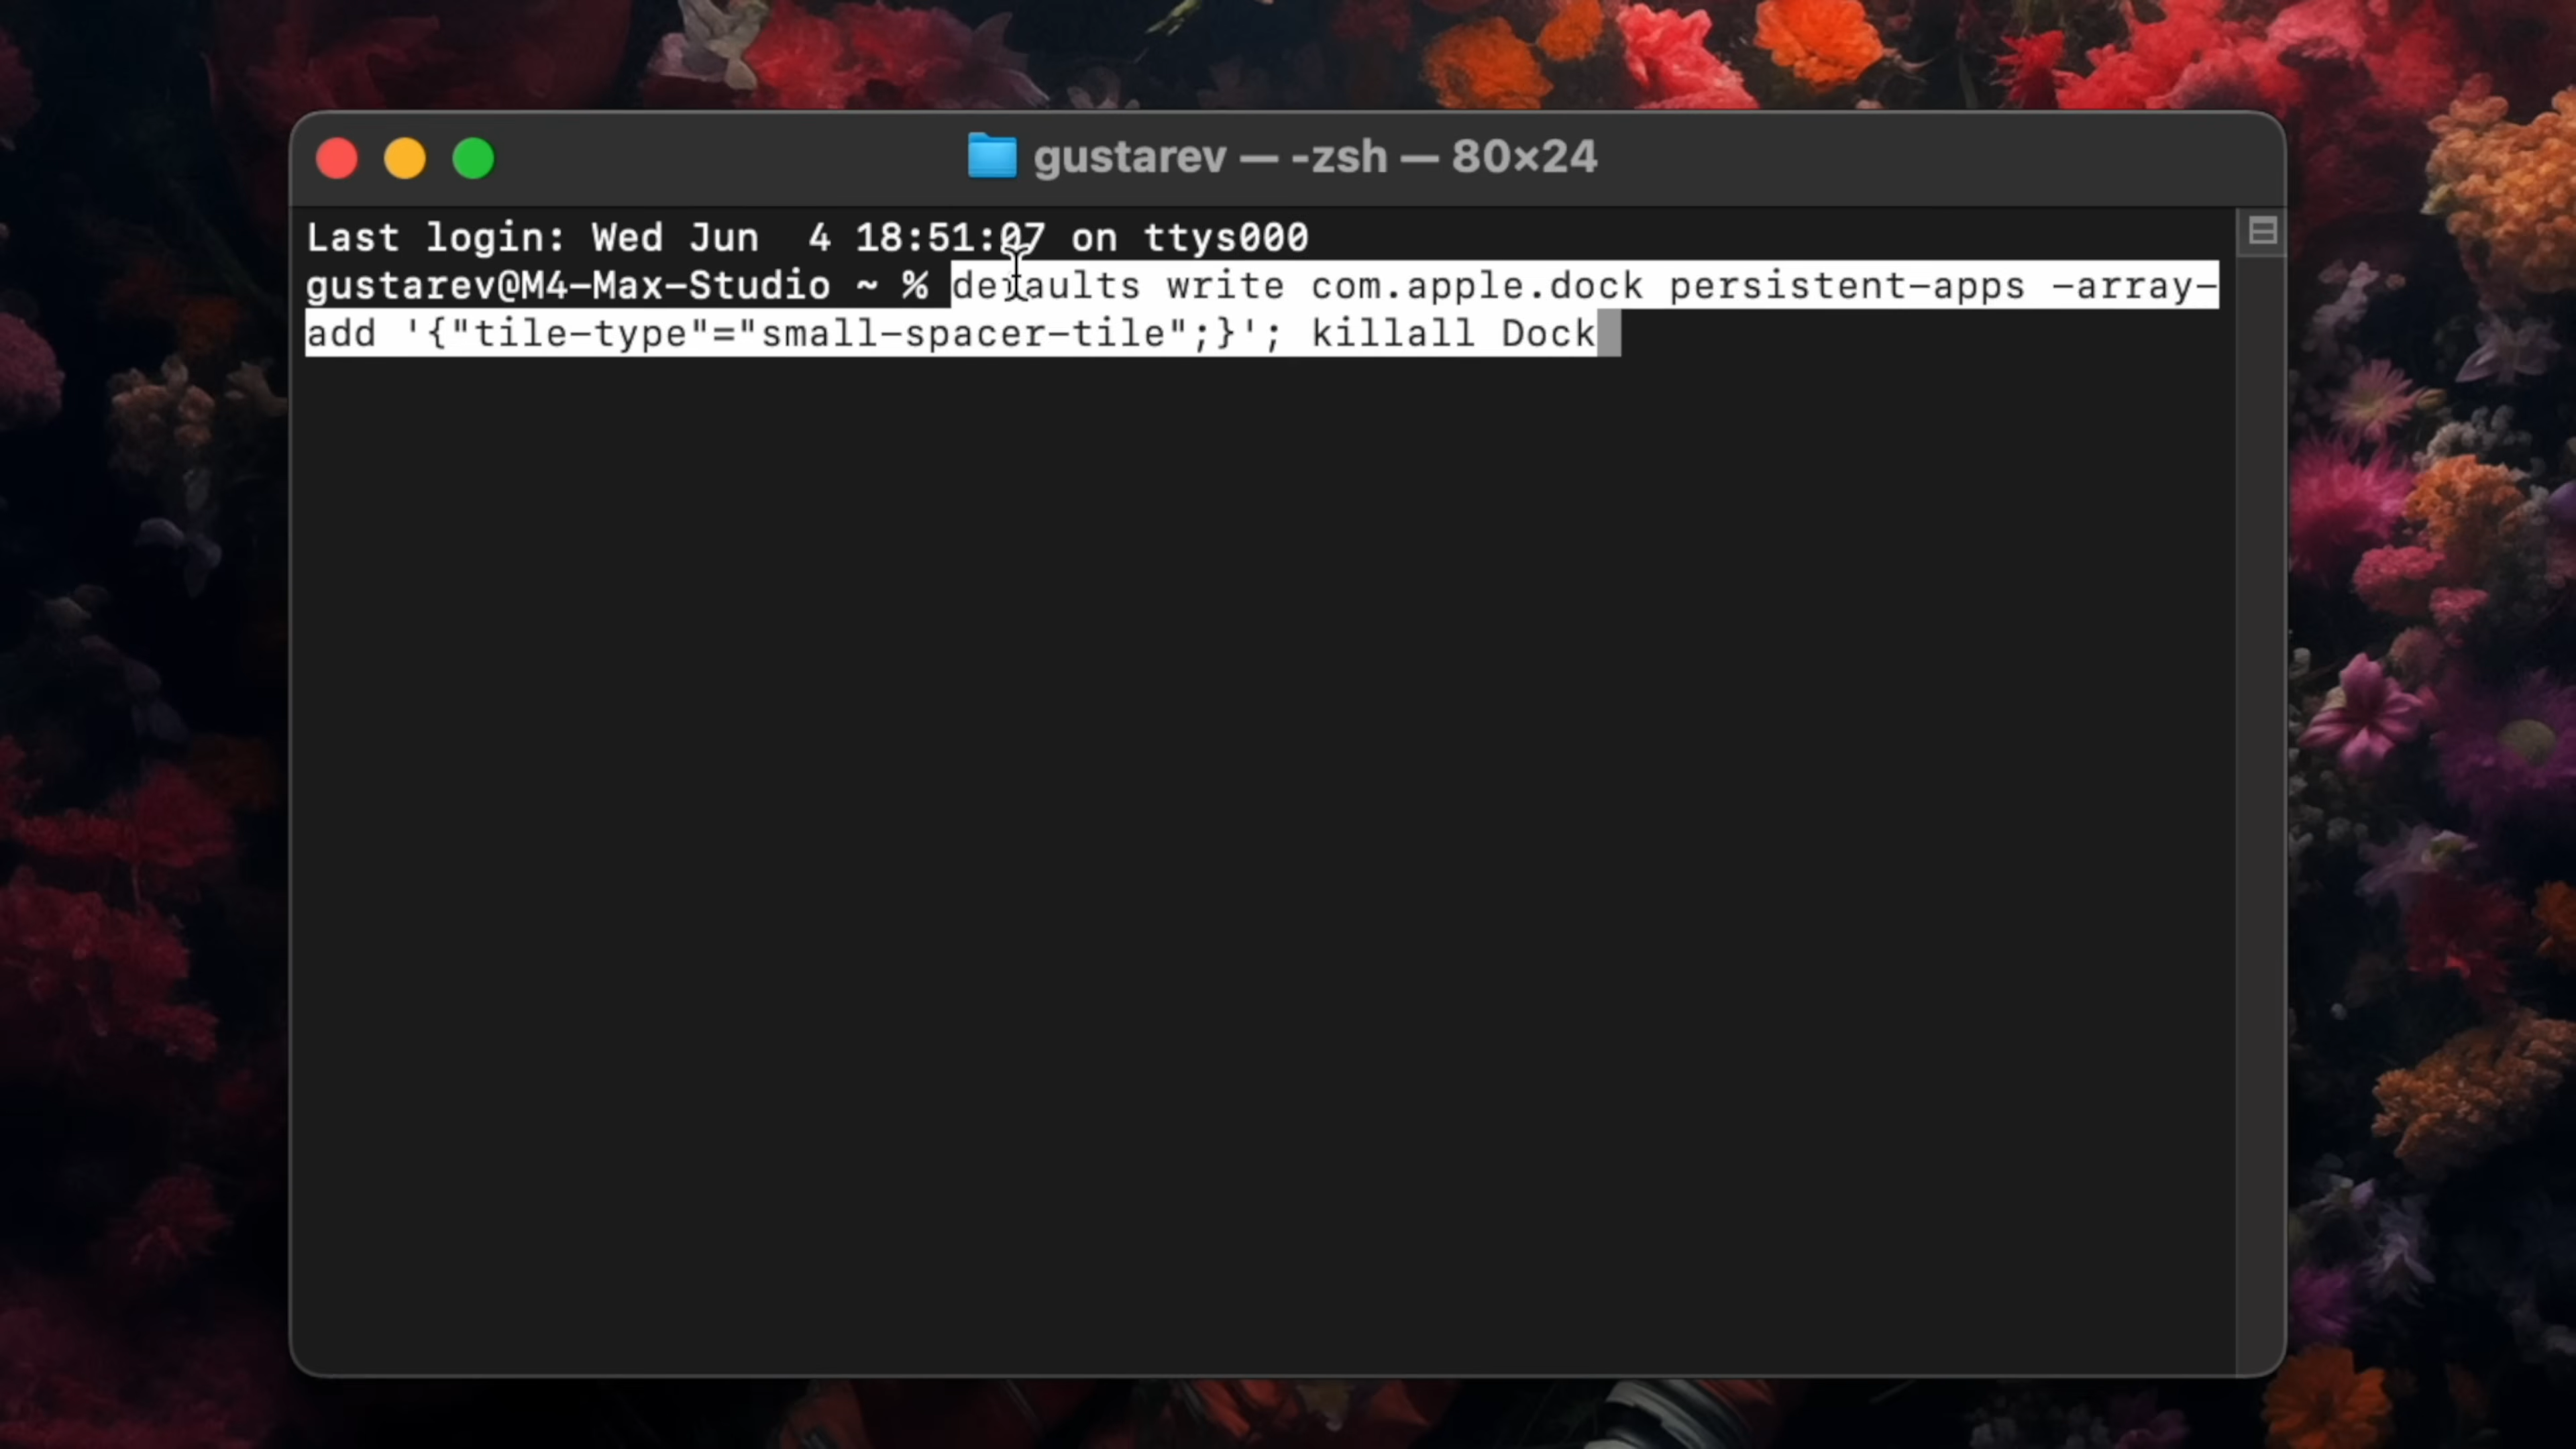 gustarev — -zsh — 80×24
Last login: Wed Jun  4 18:51:07 on ttys000
gustarev@M4-Max-Studio ~ % defaults write com.apple.dock persistent-apps -array-
add '{"tile-type"="small-spacer-tile";}'; killall Dock